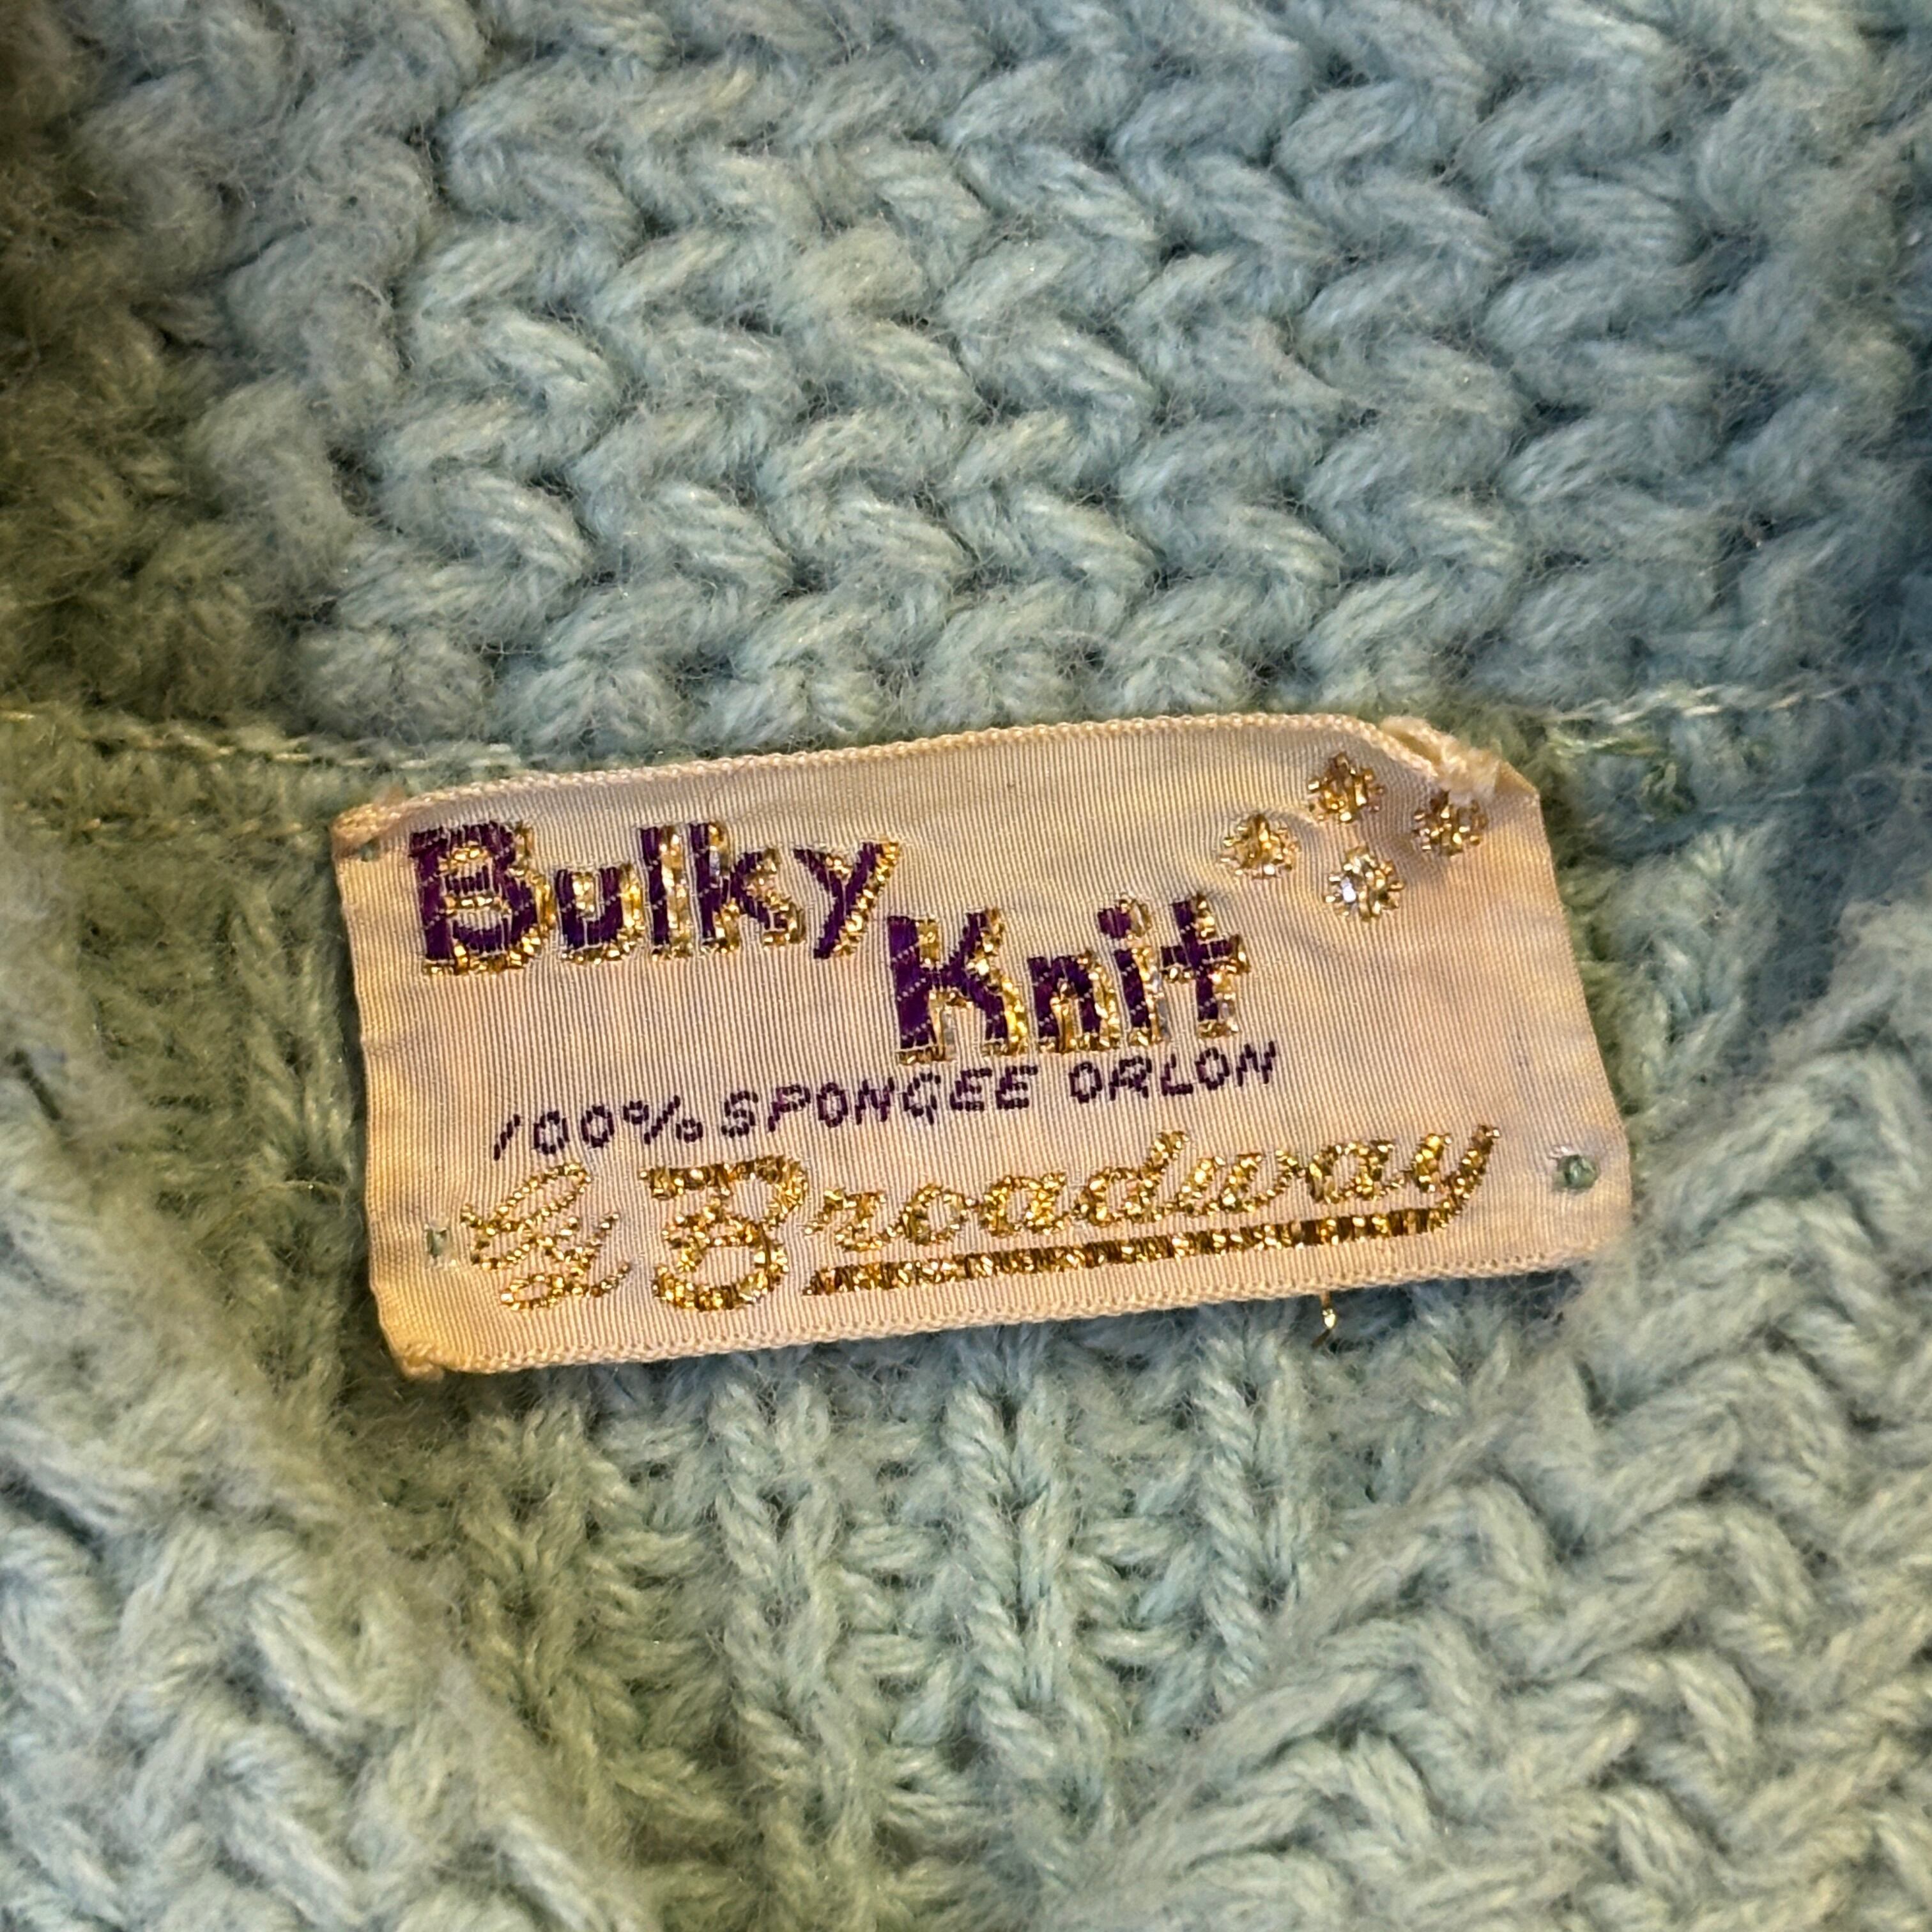 Bulky
Knit
100% SPONGEE ORLON
By Broadway